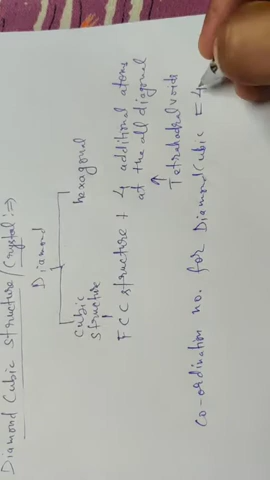 Diamond Cubic Structure/Crystal :→
Diamond
cubic structure
hexagonal
FCC structure + 4 additional atoms at the all diagonal
↑
Tetrahedral voids
Co-ordination no. for Diamond Cubic = 4